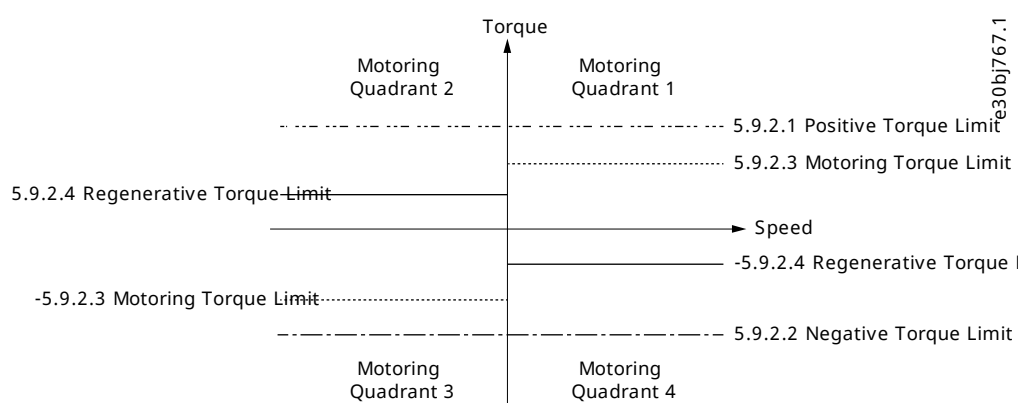 Torque
Motoring
Quadrant 2
Motoring
Quadrant 1
e30bj767.1
5.9.2.1 Positive Torque Limit
5.9.2.3 Motoring Torque Limit
5.9.2.4 Regenerative Torque Limit
Speed
-5.9.2.4 Regenerative Torque
-5.9.2.3 Motoring Torque Limit
5.9.2.2 Negative Torque Limit
Motoring
Quadrant 3
Motoring
Quadrant 4